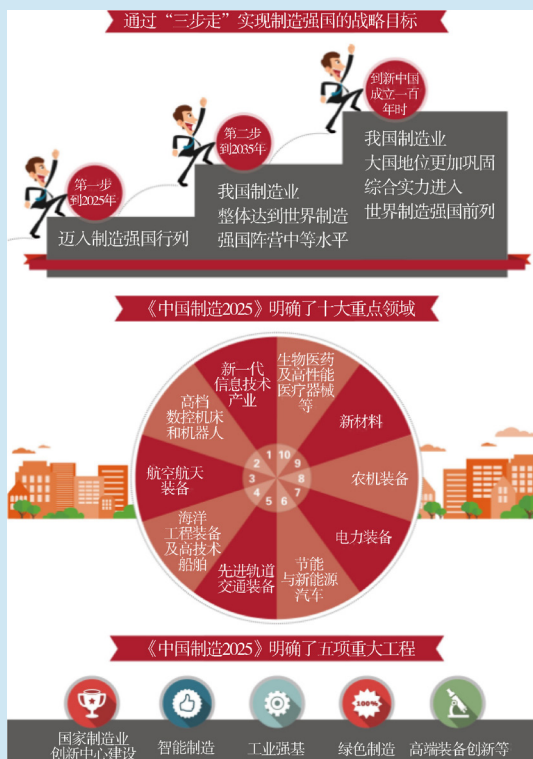 通过“三步走”实现制造强国的战略目标
第一步
到2025年
迈入制造强国行列
第二步
到2035年
我国制造业
整体达到世界制造
强国阵营中等水平
到新中国
成立一百
年时
我国制造业
大国地位更加巩固
综合实力进入
世界制造强国前列
《中国制造2025》明确了十大重点领域
新一代
信息技术
产业
高档
数控机床
和机器人
航空航天
装备
海洋
工程装备
及高技术
船舶
先进轨道
交通装备
节能
与新能源
汽车
电力装备
农机装备
新材料
生物医药
及高性能
医疗器械
等
1
2
3
4
5
6
7
8
9
10
《中国制造2025》明确了五项重大工程
国家制造业
创新中心建设
智能制造
工业强基
100%
绿色制造
高端装备创新等